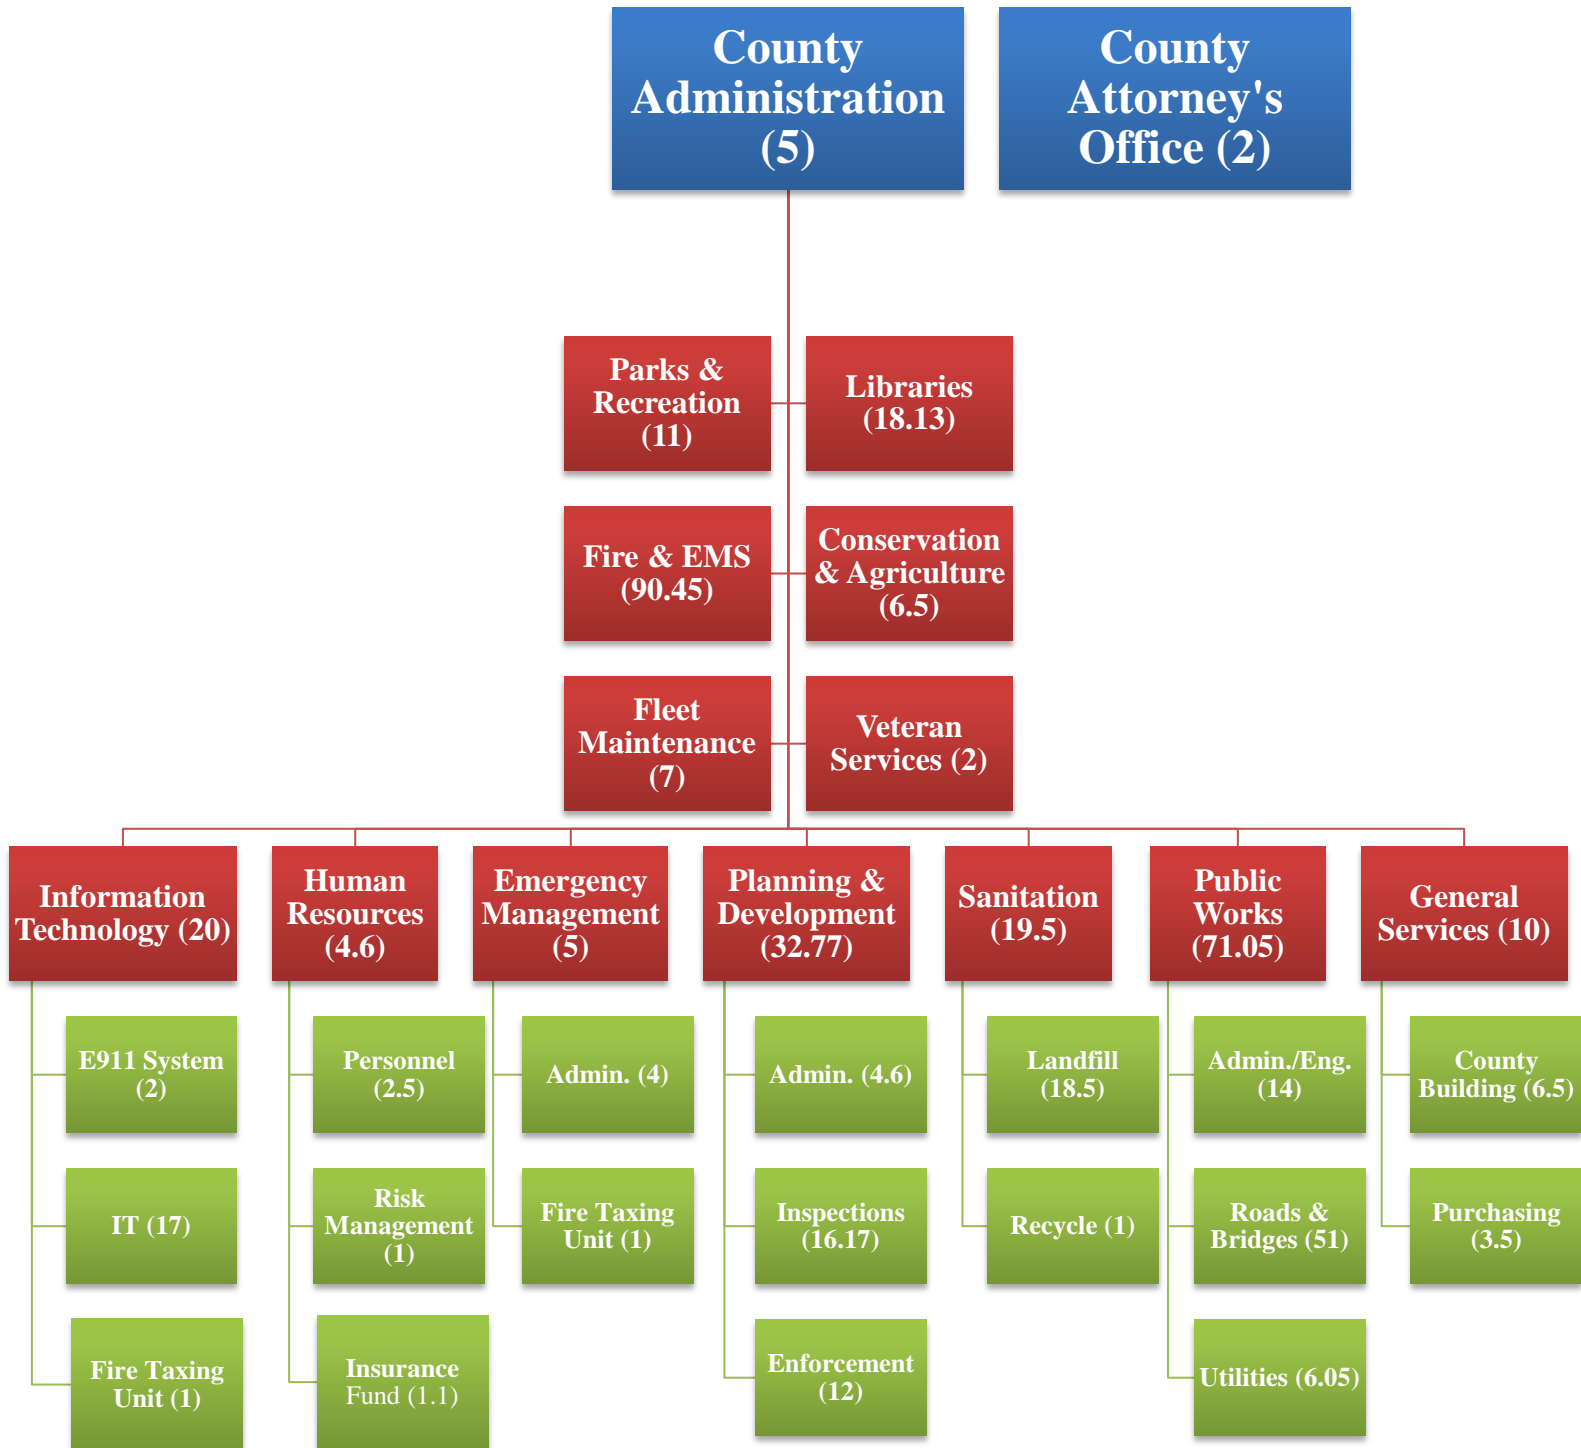 County
Administration
(5)
County
Attorney's
Office (2)
Parks &
Recreation
(11)
Libraries
(18.13)
Fire & EMS
(90.45)
Conservation
& Agriculture
(6.5)
Fleet
Maintenance
(7)
Veteran
Services (2)
Information
Technology (20)
Human
Resources
(4.6)
Emergency
Management
(5)
Planning &
Development
(32.77)
Sanitation
(19.5)
Public
Works
(71.05)
General
Services (10)
E911 System
(2)
Personnel
(2.5)
Admin. (4)
Admin. (4.6)
Landfill
(18.5)
Admin./Eng.
(14)
County
Building (6.5)
IT (17)
Risk
Management
(1)
Fire Taxing
Unit (1)
Inspections
(16.17)
Recycle (1)
Roads &
Bridges (51)
Purchasing
(3.5)
Fire Taxing
Unit (1)
Insurance
Fund (1.1)
Enforcement
(12)
Utilities (6.05)